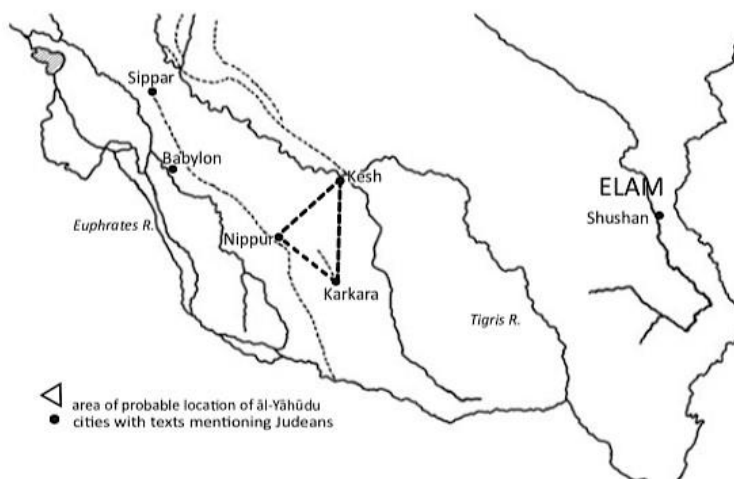 Sippar
Babylon
Kesh
ELAM
Shushan
Euphrates R.
Nippur
Karkara
Tigris R.
area of probable location of āl-Yāhūdu
cities with texts mentioning Judeans